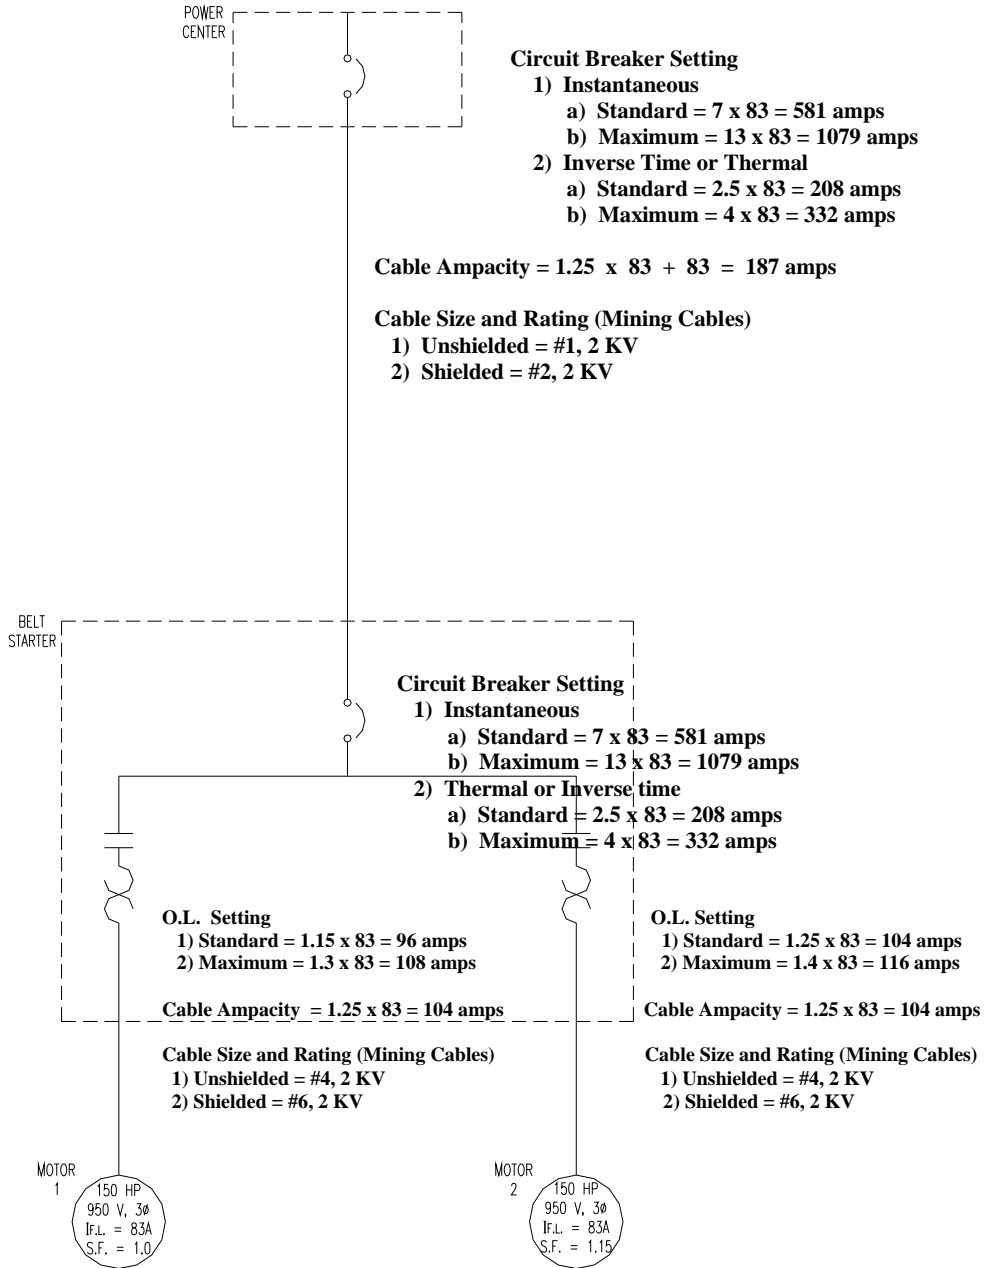 POWER
CENTER
Circuit Breaker Setting
1) Instantaneous
a) Standard = 7 x 83 = 581 amps
b) Maximum = 13 x 83 = 1079 amps
2) Inverse Time or Thermal
a) Standard = 2.5 x 83 = 208 amps
b) Maximum = 4 x 83 = 332 amps
Cable Ampacity = 1.25 x 83 + 83 = 187 amps
Cable Size and Rating (Mining Cables)
1) Unshielded = #1, 2 KV
2) Shielded = #2, 2 KV
BELT
STARTER
Circuit Breaker Setting
1) Instantaneous
a) Standard = 7 x 83 = 581 amps
b) Maximum = 13 x 83 = 1079 amps
2) Thermal or Inverse time
a) Standard = 2.5 x 83 = 208 amps
b) Maximum = 4 x 83 = 332 amps
O.L. Setting
1) Standard = 1.15 x 83 = 96 amps
2) Maximum = 1.3 x 83 = 108 amps
Cable Ampacity = 1.25 x 83 = 104 amps
Cable Size and Rating (Mining Cables)
1) Unshielded = #4, 2 KV
2) Shielded = #6, 2 KV
O.L. Setting
1) Standard = 1.25 x 83 = 104 amps
2) Maximum = 1.4 x 83 = 116 amps
Cable Ampacity = 1.25 x 83 = 104 amps
Cable Size and Rating (Mining Cables)
1) Unshielded = #4, 2 KV
2) Shielded = #6, 2 KV
MOTOR
1
150 HP
950 V, 3ø
IF.L. = 83A
S.F. = 1.0
MOTOR
2
150 HP
950 V, 3ø
IF.L. = 83A
S.F. = 1.15